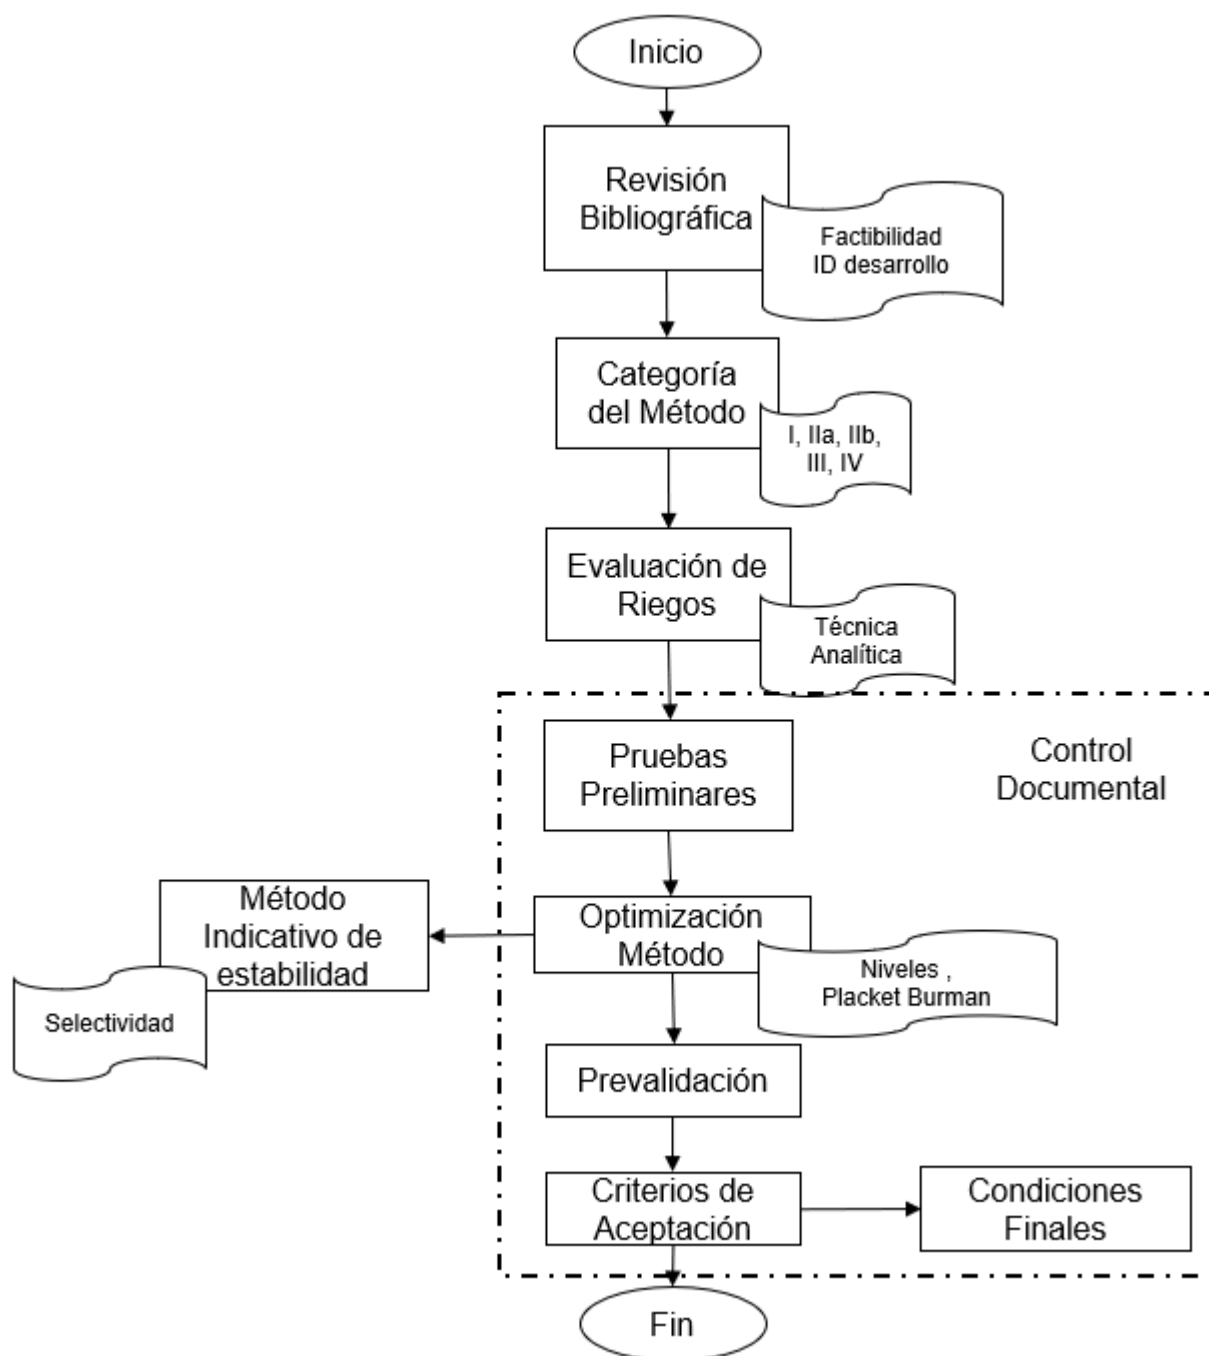 Inicio
Revisión
Bibliográfica
Factibilidad
ID desarrollo
Categoría
del Método
I, IIa, IIb,
III, IV
Evaluación de
Riegos
Técnica
Analítica
Pruebas
Preliminares
Control
Documental
Método
Indicativo de
estabilidad
Selectividad
Optimización
Método
Niveles ,
Placket Burman
Prevalidación
Criterios de
Aceptación
Condiciones
Finales
Fin